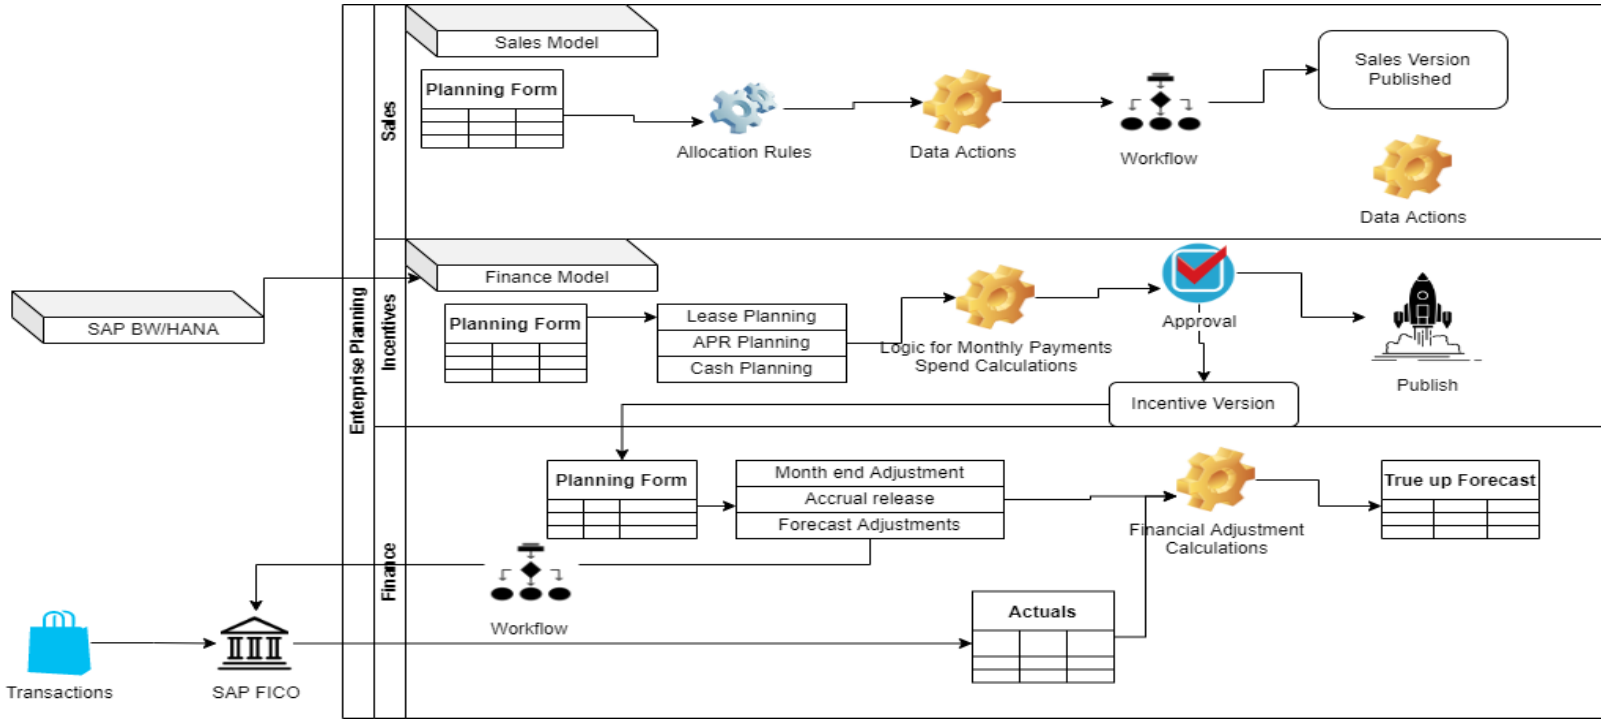 Enterprise Planning
Sales
Sales Model
Planning Form
Allocation Rules
Data Actions
Workflow
Sales Version
Published
Data Actions
SAP BW/HANA
Incentives
Finance Model
Planning Form
Lease Planning
APR Planning
Cash Planning
Logic for Monthly Payments
Spend Calculations
Approval
Publish
Incentive Version
Finance
Planning Form
Month end Adjustment
Accrual release
Forecast Adjustments
Financial Adjustment
Calculations
True up Forecast
Workflow
Actuals
Transactions
SAP FICO